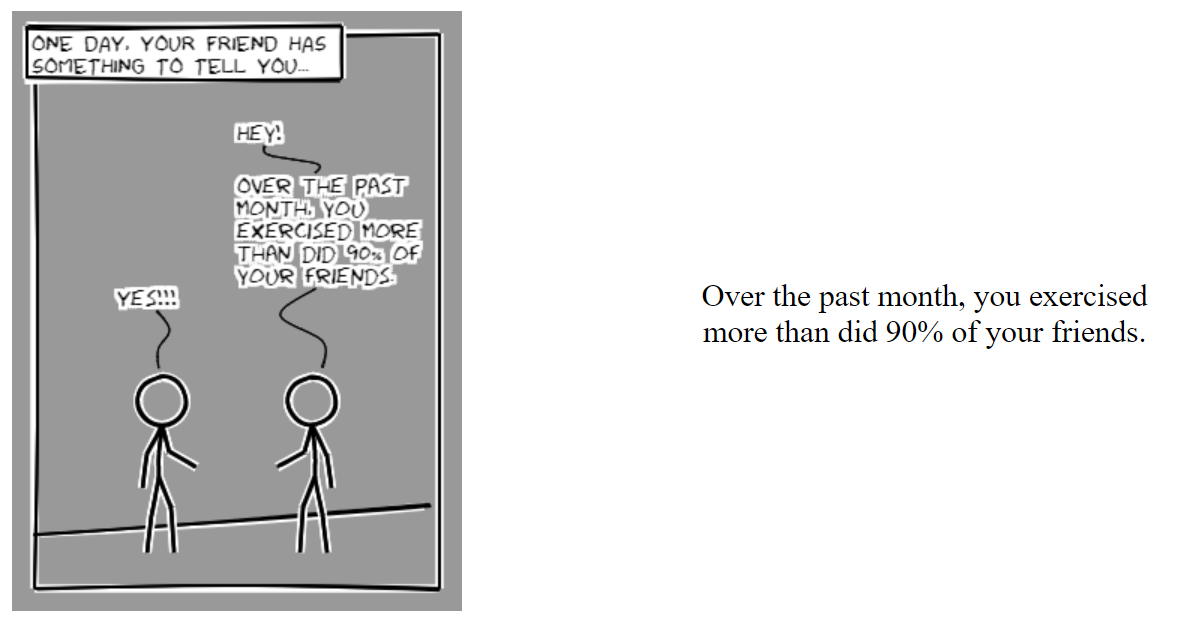 ONE DAY, YOUR FRIEND HAS
SOMETHING TO TELL YOU...
HEY!
OVER THE PAST
MONTH, YOU
EXERCISED MORE
THAN DID 90% OF
YOUR FRIENDS.
YES!!!
Over the past month, you exercised
more than did 90% of your friends.